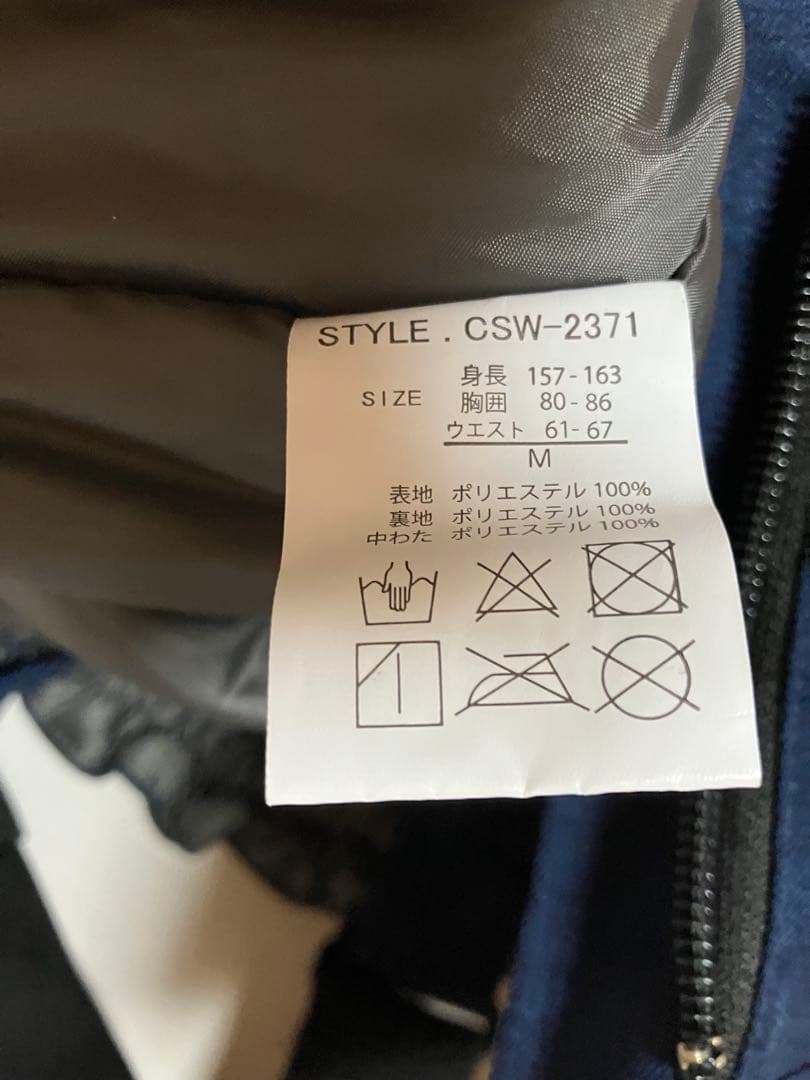 STYLE . CSW-2371
身長 157-163
SIZE 胸囲 80-86
ウエスト 61-67
M
表地 ポリエステル 100%
裏地 ポリエステル 100%
中わた ポリエステル 100%